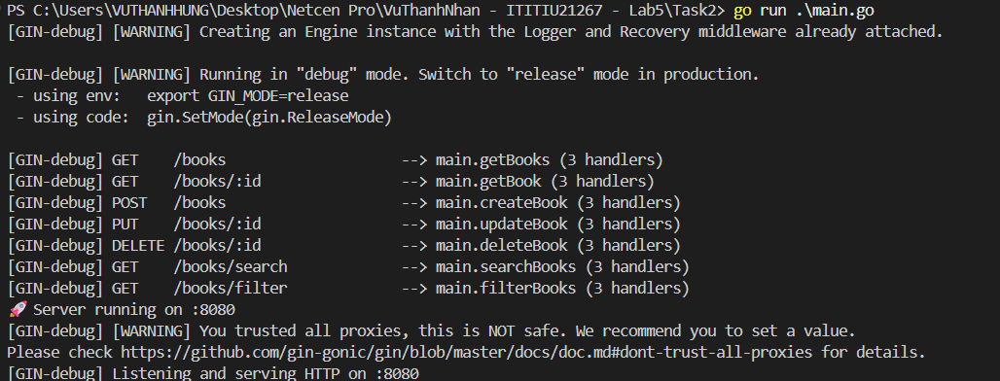 PS C:\Users\VUTHANHHUNG\Desktop\Netcen Pro\VuThanhNhan - ITITIU21267 - Lab5\Task2> go run .\main.go
[GIN-debug] [WARNING] Creating an Engine instance with the Logger and Recovery middleware already attached.
[GIN-debug] [WARNING] Running in "debug" mode. Switch to "release" mode in production.
 - using env:   export GIN_MODE=release
 - using code:  gin.SetMode(gin.ReleaseMode)
[GIN-debug] GET    /books                    --> main.getBooks (3 handlers)
[GIN-debug] GET    /books/:id                --> main.getBook (3 handlers)
[GIN-debug] POST   /books                    --> main.createBook (3 handlers)
[GIN-debug] PUT    /books/:id                --> main.updateBook (3 handlers)
[GIN-debug] DELETE /books/:id                --> main.deleteBook (3 handlers)
[GIN-debug] GET    /books/search             --> main.searchBooks (3 handlers)
[GIN-debug] GET    /books/filter             --> main.filterBooks (3 handlers)
🚀 Server running on :8080
[GIN-debug] [WARNING] You trusted all proxies, this is NOT safe. We recommend you to set a value.
Please check https://github.com/gin-gonic/gin/blob/master/docs/doc.md#dont-trust-all-proxies for details.
[GIN-debug] Listening and serving HTTP on :8080